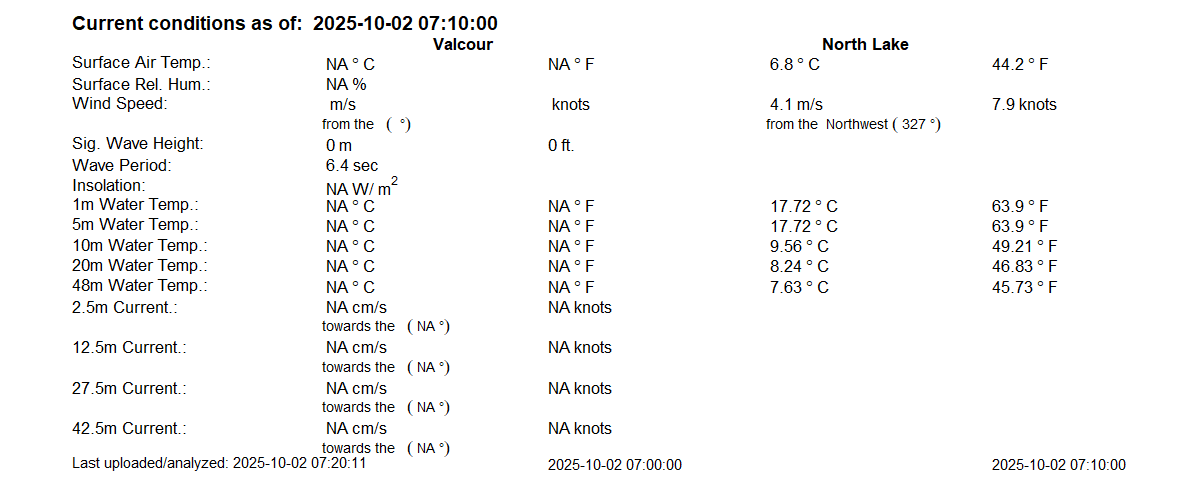 Current conditions as of: 2025-10-02 07:10:00
Valcour North Lake
Surface Air Temp.: NA ° C NA ° F 6.8 ° C 44.2 ° F
Surface Rel. Hum.: NA %
Wind Speed: m/s knots 4.1 m/s 7.9 knots
from the ( °) from the Northwest ( 327 °)
Sig. Wave Height: 0 m 0 ft.
Wave Period: 6.4 sec
Insolation: NA W/ m²
1m Water Temp.: NA ° C NA ° F 17.72 ° C 63.9 ° F
5m Water Temp.: NA ° C NA ° F 17.72 ° C 63.9 ° F
10m Water Temp.: NA ° C NA ° F 9.56 ° C 49.21 ° F
20m Water Temp.: NA ° C NA ° F 8.24 ° C 46.83 ° F
48m Water Temp.: NA ° C NA ° F 7.63 ° C 45.73 ° F
2.5m Current.: NA cm/s NA knots
towards the ( NA °)
12.5m Current.: NA cm/s NA knots
towards the ( NA °)
27.5m Current.: NA cm/s NA knots
towards the ( NA °)
42.5m Current.: NA cm/s NA knots
towards the ( NA °)
Last uploaded/analyzed: 2025-10-02 07:20:11 2025-10-02 07:00:00 2025-10-02 07:10:00